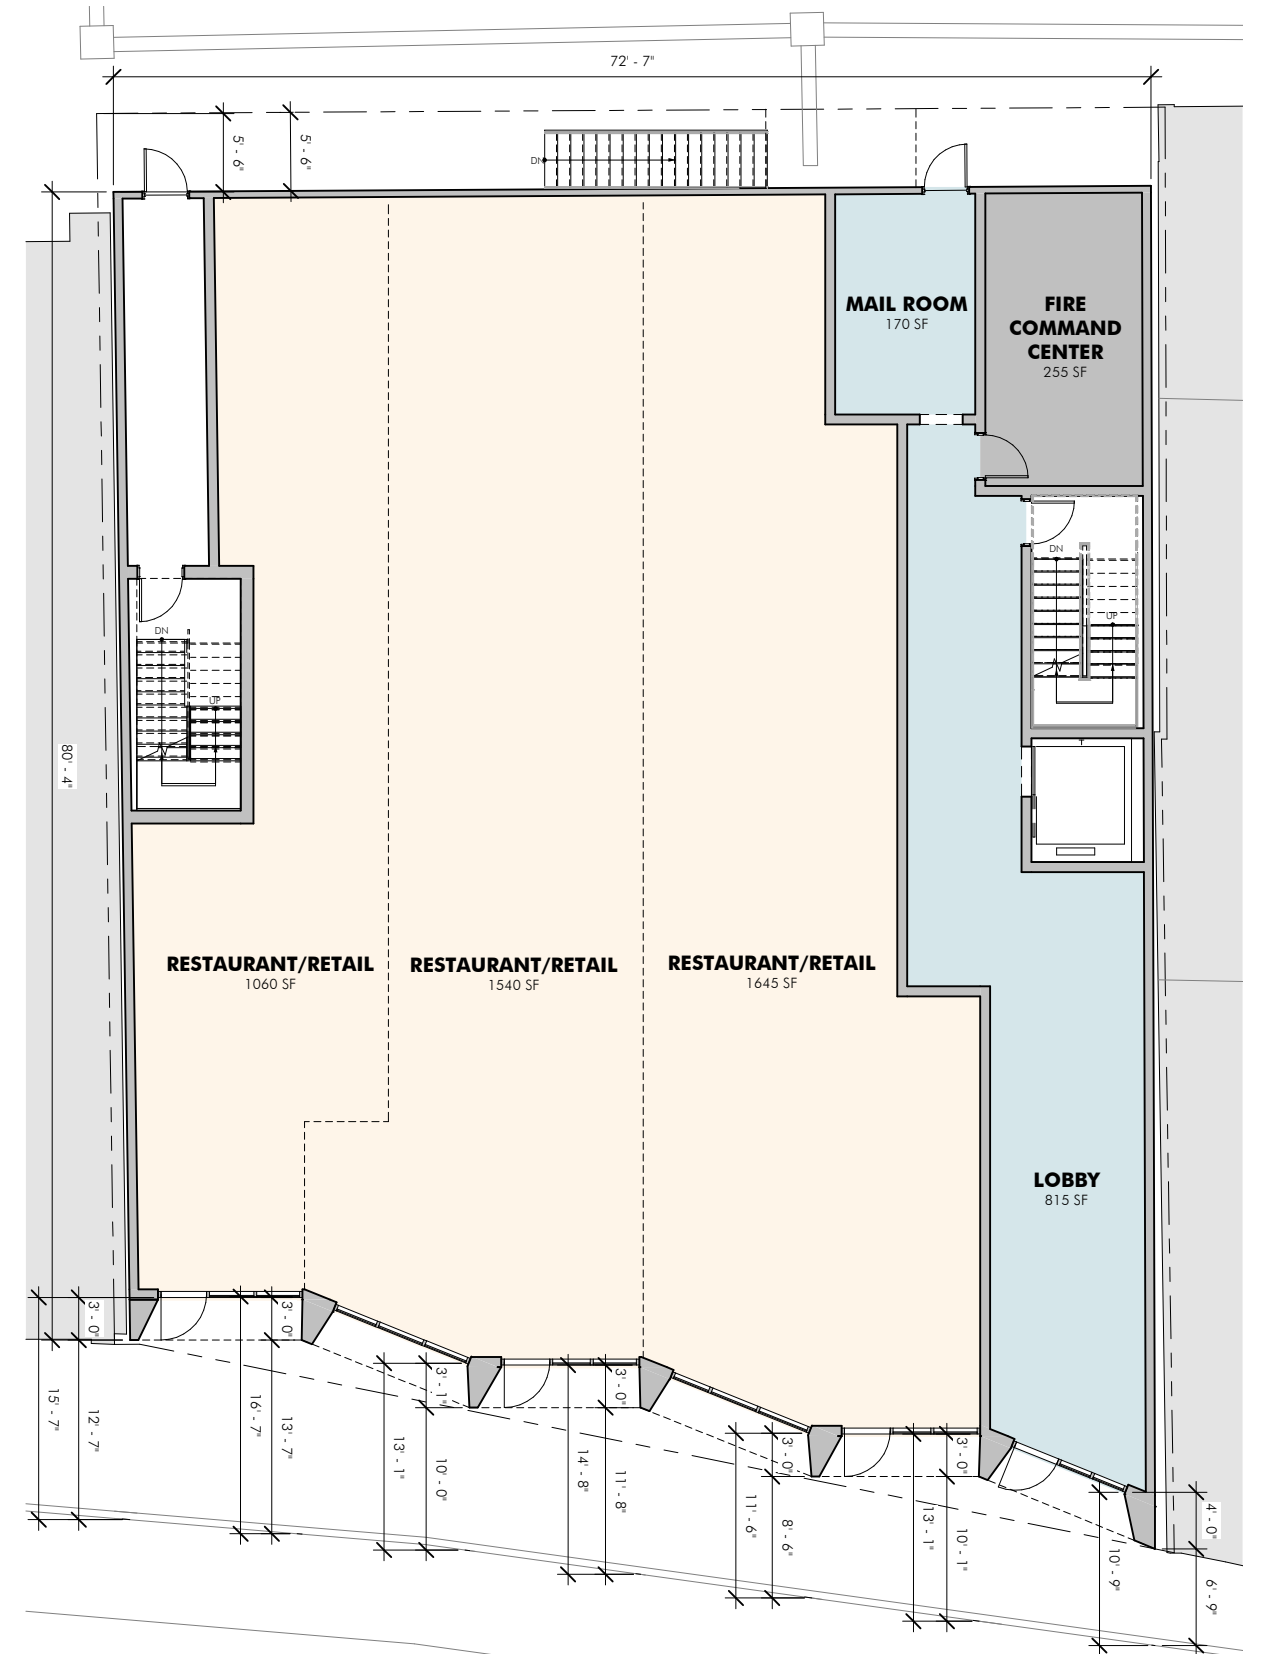 72' - 7"
5' - 6"
5' - 6"
DN
MAIL ROOM
170 SF
FIRE
COMMAND
CENTER
255 SF
DN
UP
DN
UP
80' - 4"
RESTAURANT/RETAIL
1060 SF
RESTAURANT/RETAIL
1540 SF
RESTAURANT/RETAIL
1645 SF
LOBBY
815 SF
3' - 0"
3' - 0"
15' - 7"
12' - 7"
16' - 7"
13' - 7"
3' - 1"
3' - 0"
13' - 1"
10' - 0"
14' - 8"
11' - 8"
3' - 0"
3' - 0"
11' - 6"
8' - 6"
13' - 1"
10' - 1"
4' - 0"
10' - 9"
6' - 9"